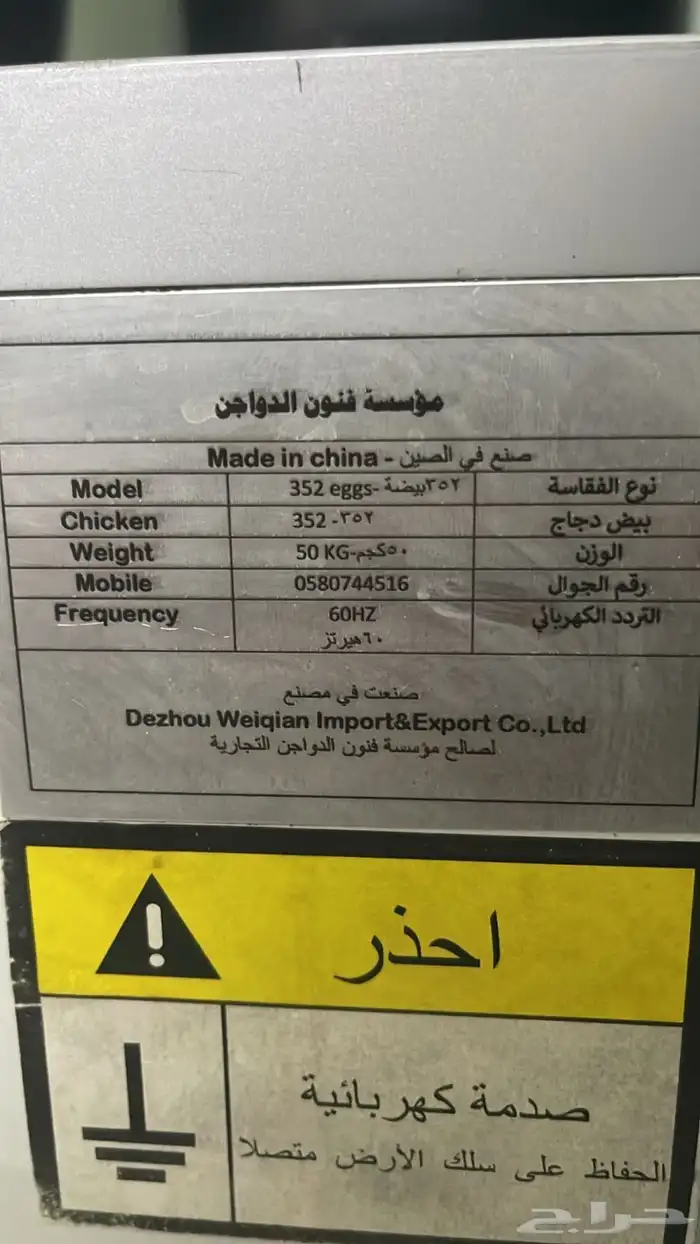 مؤسسة فنون الدواجن
Made in china - صنع في الصين
Model 352 eggs-٣٥٢بيضة نوع الفقاسة
Chicken 352 -٣٥٢ بيض دجاج
Weight 50 KG-٥٠كجم الوزن
Mobile 0580744516 رقم الجوال
Frequency 60HZ التردد الكهربائي
٦٠هيرتز
صنعت في مصنع
Dezhou Weiqian Import&Export Co.,Ltd
لصالح مؤسسة فنون الدواجن التجارية
احذر
صدمة كهربائية
الحفاظ على سلك الأرض متصلا
حراج